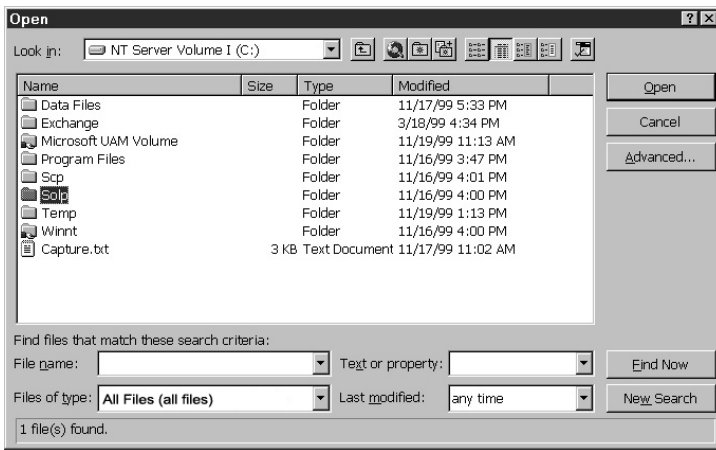 Open
Look in: NT Server Volume I (C:)
Name Size Type Modified
Data Files Folder 11/17/99 5:33 PM
Exchange Folder 3/18/99 4:34 PM
Microsoft UAM Volume Folder 11/19/99 11:13 AM
Program Files Folder 11/16/99 3:47 PM
Scp Folder 11/16/99 4:01 PM
Solp Folder 11/16/99 4:00 PM
Temp Folder 11/19/99 1:13 PM
Winnt Folder 11/16/99 4:00 PM
Capture.txt 3 KB Text Document 11/17/99 11:02 AM
Open
Cancel
Advanced...
Find files that match these search criteria:
File name: Text or property: Find Now
Files of type: All Files (all files) Last modified: any time New Search
1 file(s) found.